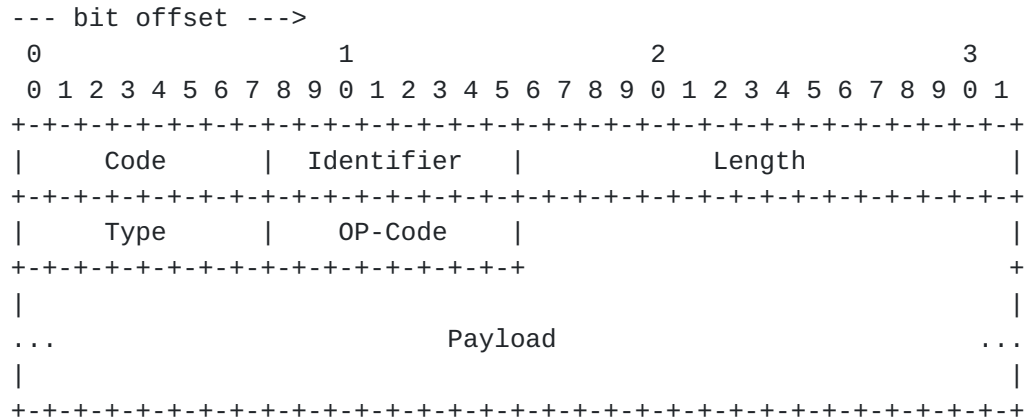 --- bit offset --->
 0                   1                   2                   3
 0 1 2 3 4 5 6 7 8 9 0 1 2 3 4 5 6 7 8 9 0 1 2 3 4 5 6 7 8 9 0 1
+-+-+-+-+-+-+-+-+-+-+-+-+-+-+-+-+-+-+-+-+-+-+-+-+-+-+-+-+-+-+-+-+
|     Code      |  Identifier   |            Length             |
+-+-+-+-+-+-+-+-+-+-+-+-+-+-+-+-+-+-+-+-+-+-+-+-+-+-+-+-+-+-+-+-+
|     Type      |    OP-Code    |                               |
+-+-+-+-+-+-+-+-+-+-+-+-+-+-+-+-+                               +
|                                                               |
...                         Payload                           ...
|                                                               |
+-+-+-+-+-+-+-+-+-+-+-+-+-+-+-+-+-+-+-+-+-+-+-+-+-+-+-+-+-+-+-+-+